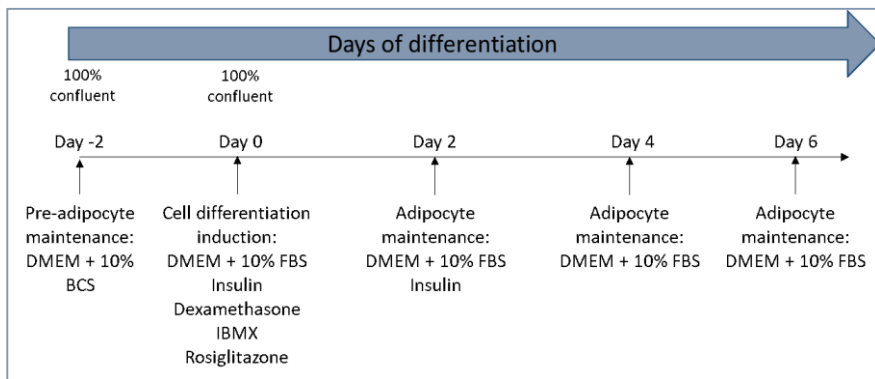 Days of differentiation
100%
confluent
100%
confluent
Day -2
Day 0
Day 2
Day 4
Day 6
Pre-adipocyte
maintenance:
DMEM + 10%
BCS
Cell differentiation
induction:
DMEM + 10% FBS
Insulin
Dexamethasone
IBMX
Rosiglitazone
Adipocyte
maintenance:
DMEM + 10% FBS
Insulin
Adipocyte
maintenance:
DMEM + 10% FBS
Adipocyte
maintenance:
DMEM + 10% FBS